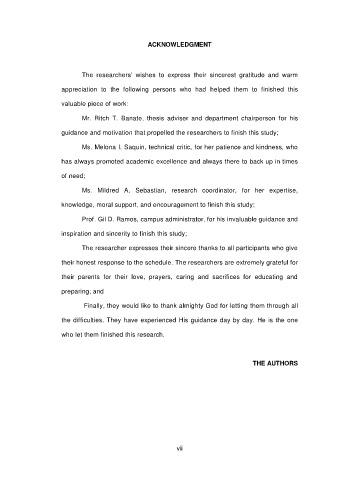 ACKNOWLEDGMENT
The researchers' wishes to express their sincerest gratitude and warm
appreciation to the following persons who had helped them to finished this
valuable piece of work:
Mr. Ritch T. Banate, thesis adviser and department chairperson for his
guidance and motivation that propelled the researchers to finish this study;
Ms. Melona I. Saquin, technical critic, for her patience and kindness, who
has always promoted academic excellence and always there to back up in times
of need;
Ms. Mildred A. Sebastian, research coordinator, for her expertise,
knowledge, moral support, and encouragement to finish this study;
Prof. Gil D. Ramos, campus administrator, for his invaluable guidance and
inspiration and sincerity to finish this study;
The researcher expresses their sincere thanks to all participants who give
their honest response to the schedule. The researchers are extremely grateful for
their parents for their love, prayers, caring and sacrifices for educating and
preparing; and
Finally, they would like to thank almighty God for letting them through all
the difficulties. They have experienced His guidance day by day. He is the one
who let them finished this research.
THE AUTHORS
vii